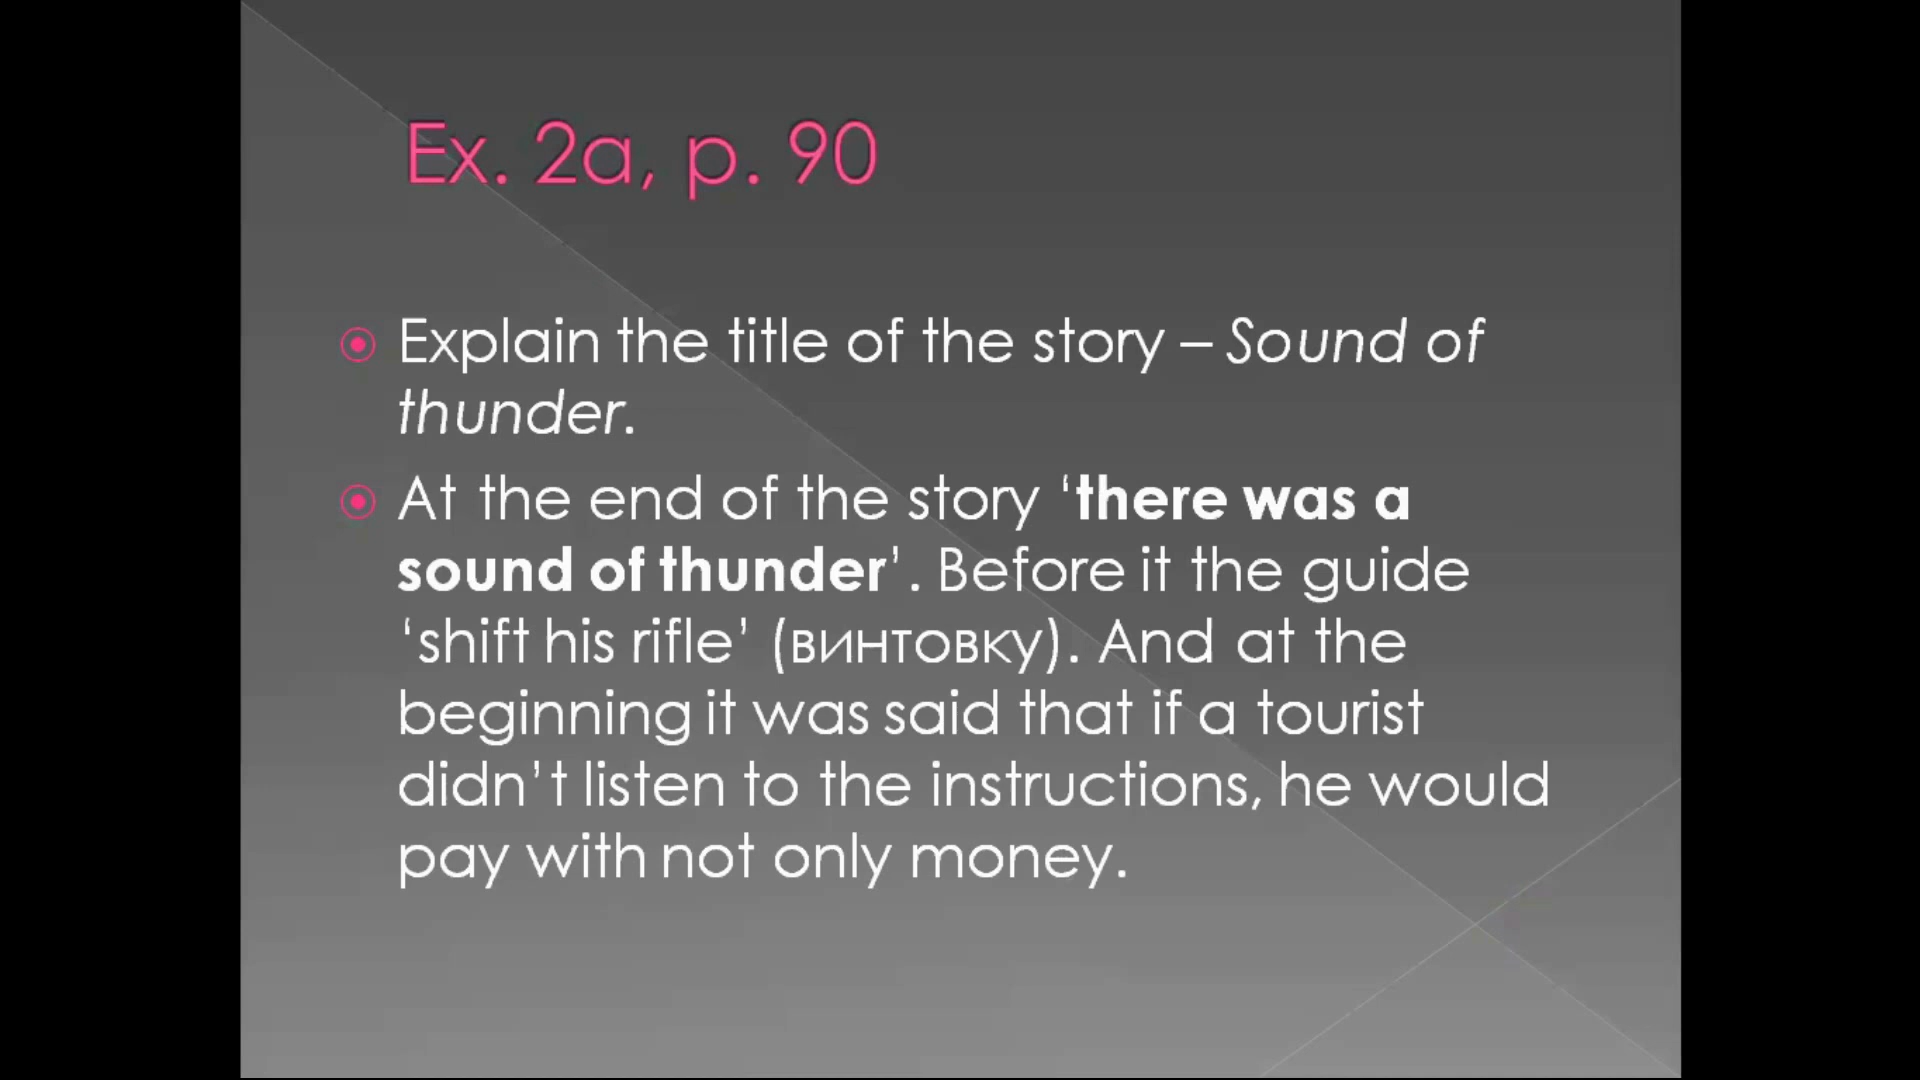 Ex. 2a, p. 90
Explain the title of the story – Sound of
thunder.
At the end of the story ‘there was a
sound of thunder’. Before it the guide
‘shift his rifle’ (винтовку). And at the
beginning it was said that if a tourist
didn’t listen to the instructions, he would
pay with not only money.